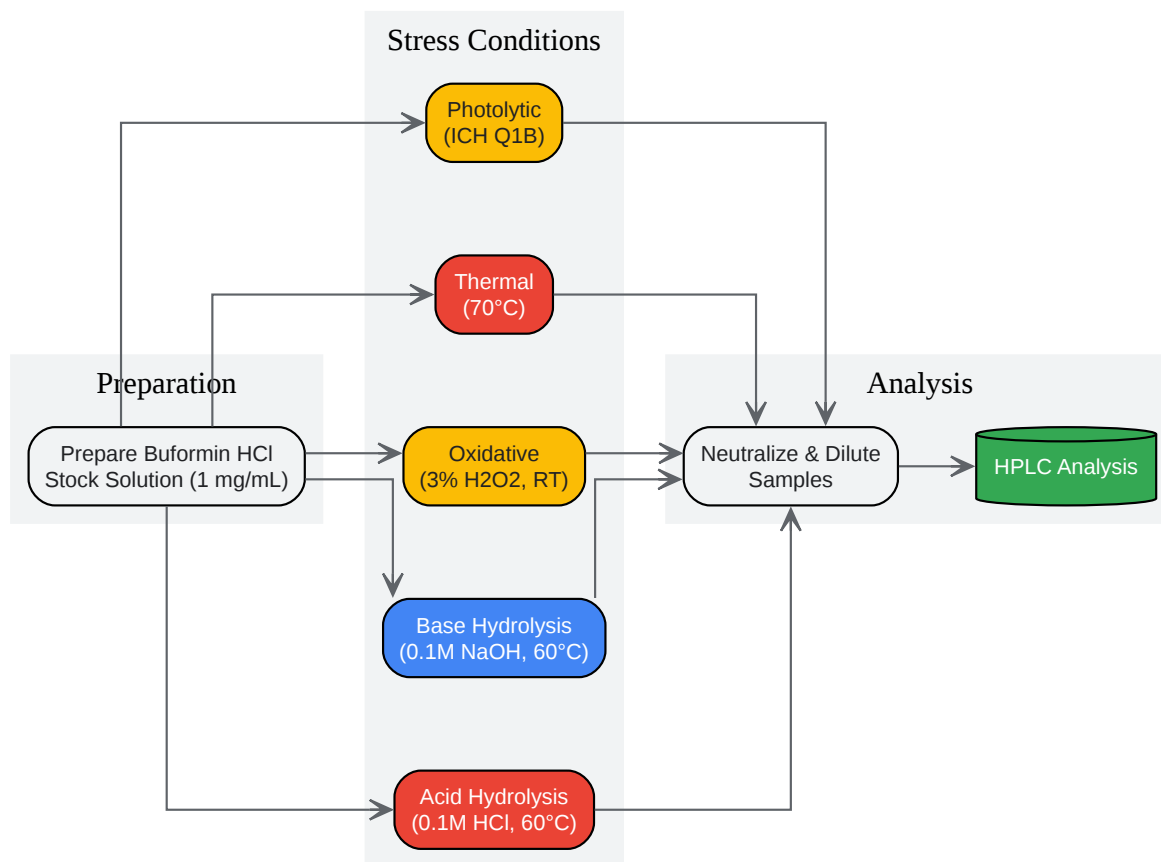 Stress Conditions
Photolytic
(ICH Q1B)
Thermal
(70°C)
Preparation
Analysis
Prepare Buformin HCl
Stock Solution (1 mg/mL)
Oxidative
(3% H2O2, RT)
Neutralize & Dilute
Samples
HPLC Analysis
Base Hydrolysis
(0.1M NaOH, 60°C)
Acid Hydrolysis
(0.1M HCl, 60°C)